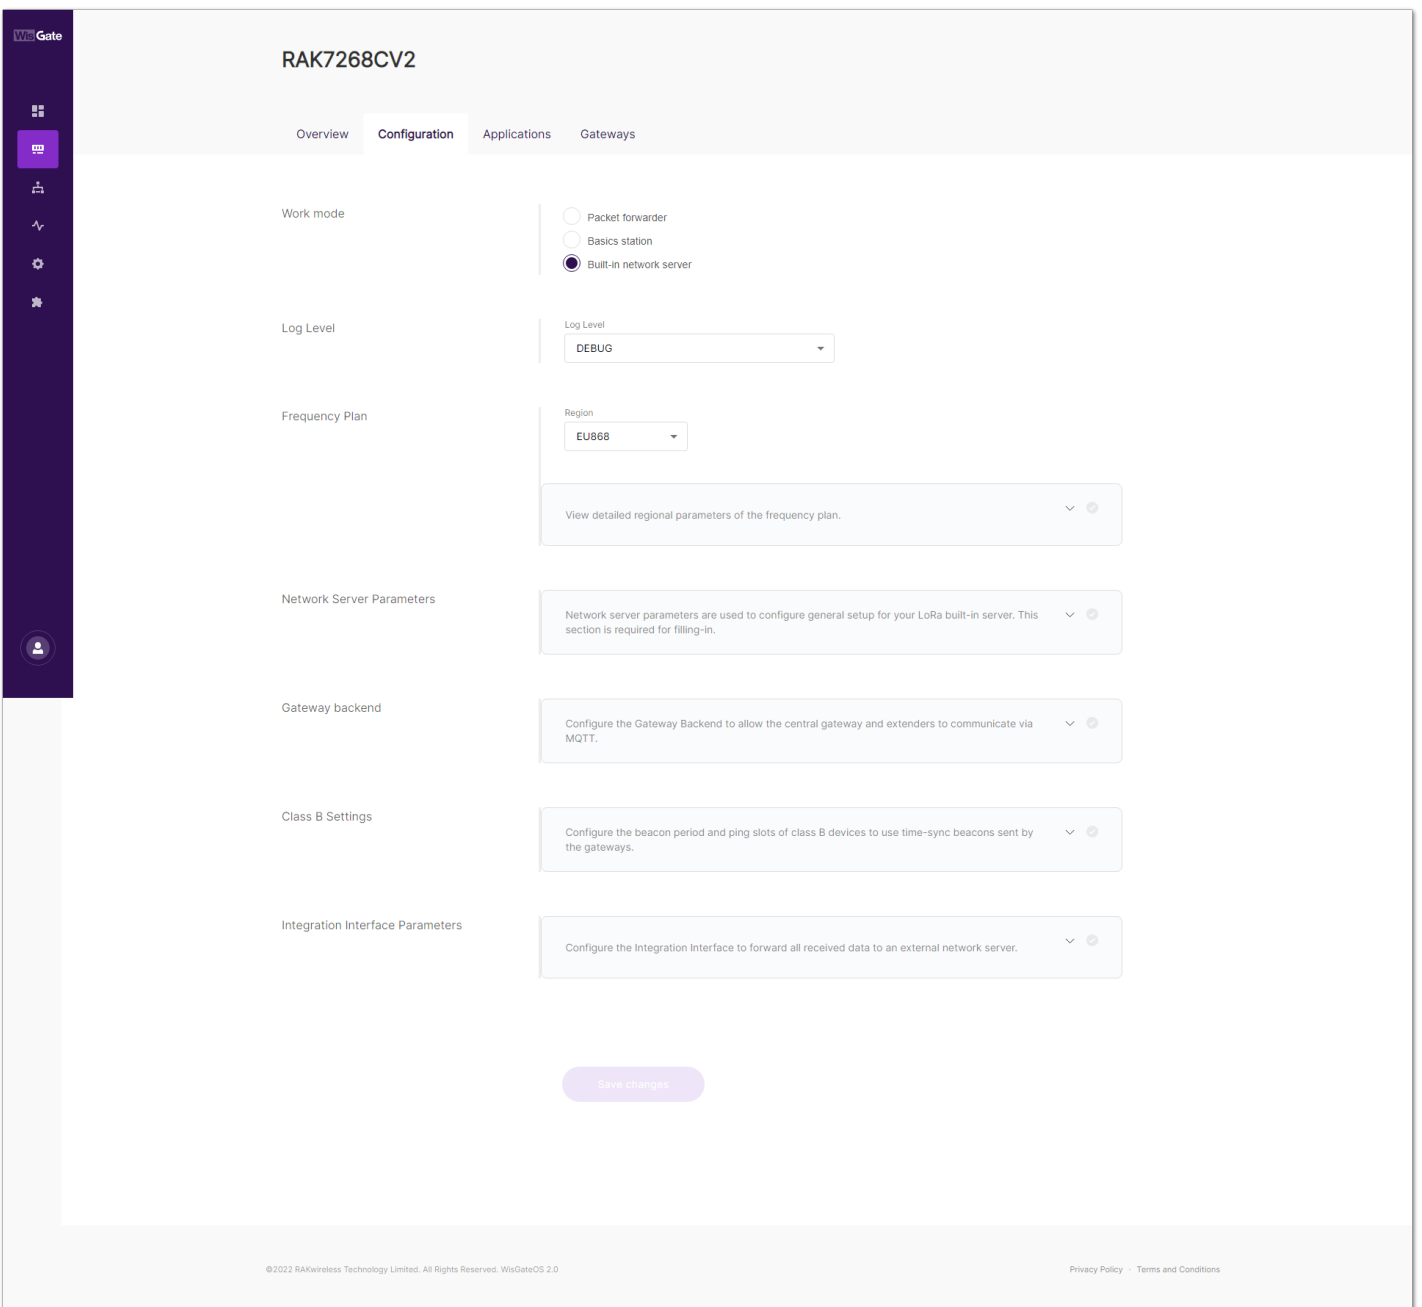 WisGate
RAK7268CV2
Overview Configuration Applications Gateways
Work mode
Packet forwarder
Basics station
Built-in network server
Log Level
Log Level
DEBUG
Frequency Plan
Region
EU868
View detailed regional parameters of the frequency plan.
Network Server Parameters
Network server parameters are used to configure general setup for your LoRa built-in server. This
section is required for filling-in.
Gateway backend
Configure the Gateway Backend to allow the central gateway and extenders to communicate via
MQTT.
Class B Settings
Configure the beacon period and ping slots of class B devices to use time-sync beacons sent by
the gateways.
Integration Interface Parameters
Configure the Integration Interface to forward all received data to an external network server.
Save changes
©2022 RAKwireless Technology Limited. All Rights Reserved. WisGateOS 2.0
Privacy Policy · Terms and Conditions